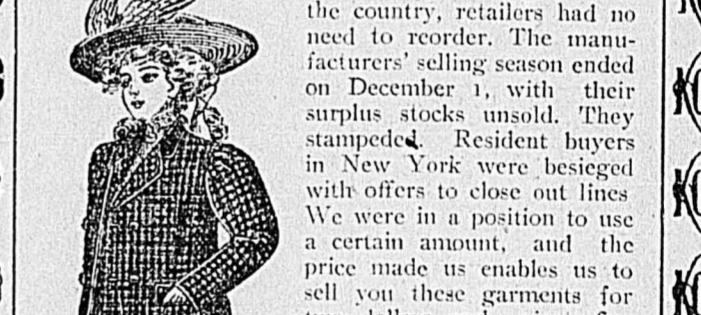 the country, retailers had no
need to reorder. The manu-
facturers' selling season ended
on December 1, with their
surplus stocks unsold. They
stampeded. Resident buyers
in New York were besieged
with offers to close out lines
We were in a position to use
a certain amount, and the
price made us enables us to
sell you these garments for